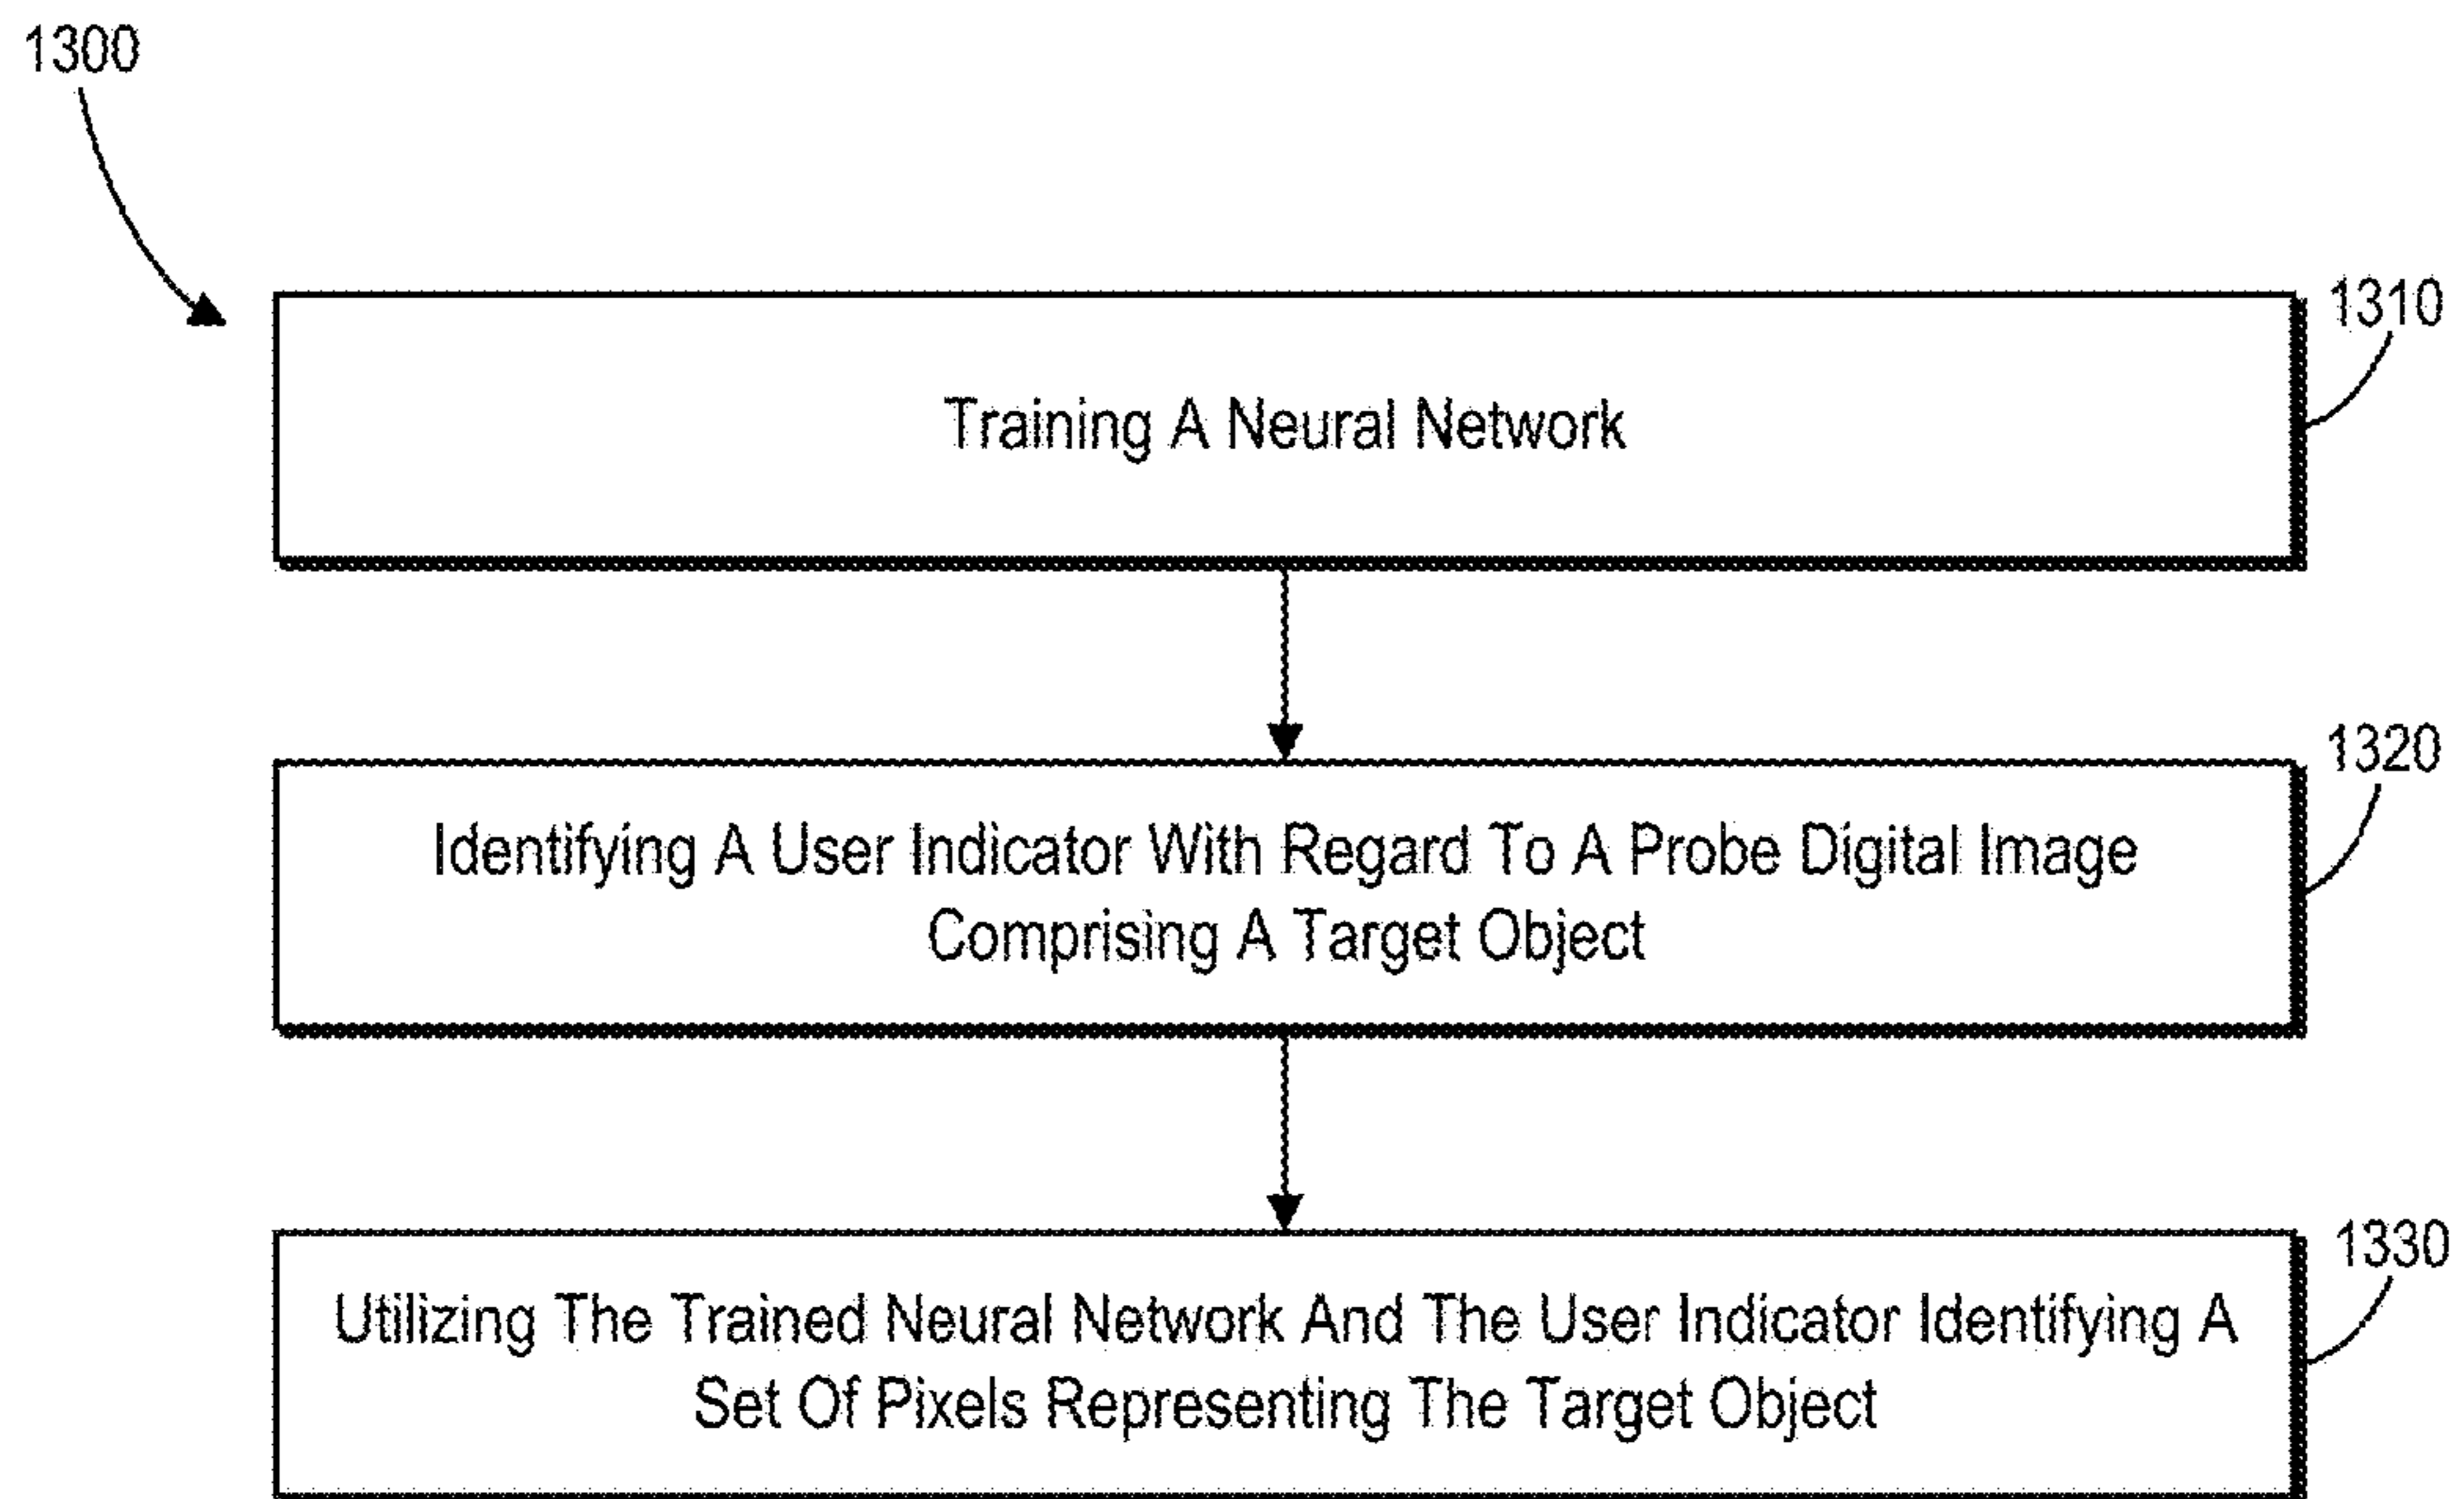 1300
1310
Training A Neural Network
1320
Identifying A User Indicator With Regard To A Probe Digital Image
Comprising A Target Object
1330
Utilizing The Trained Neural Network And The User Indicator Identifying A
Set Of Pixels Representing The Target Object